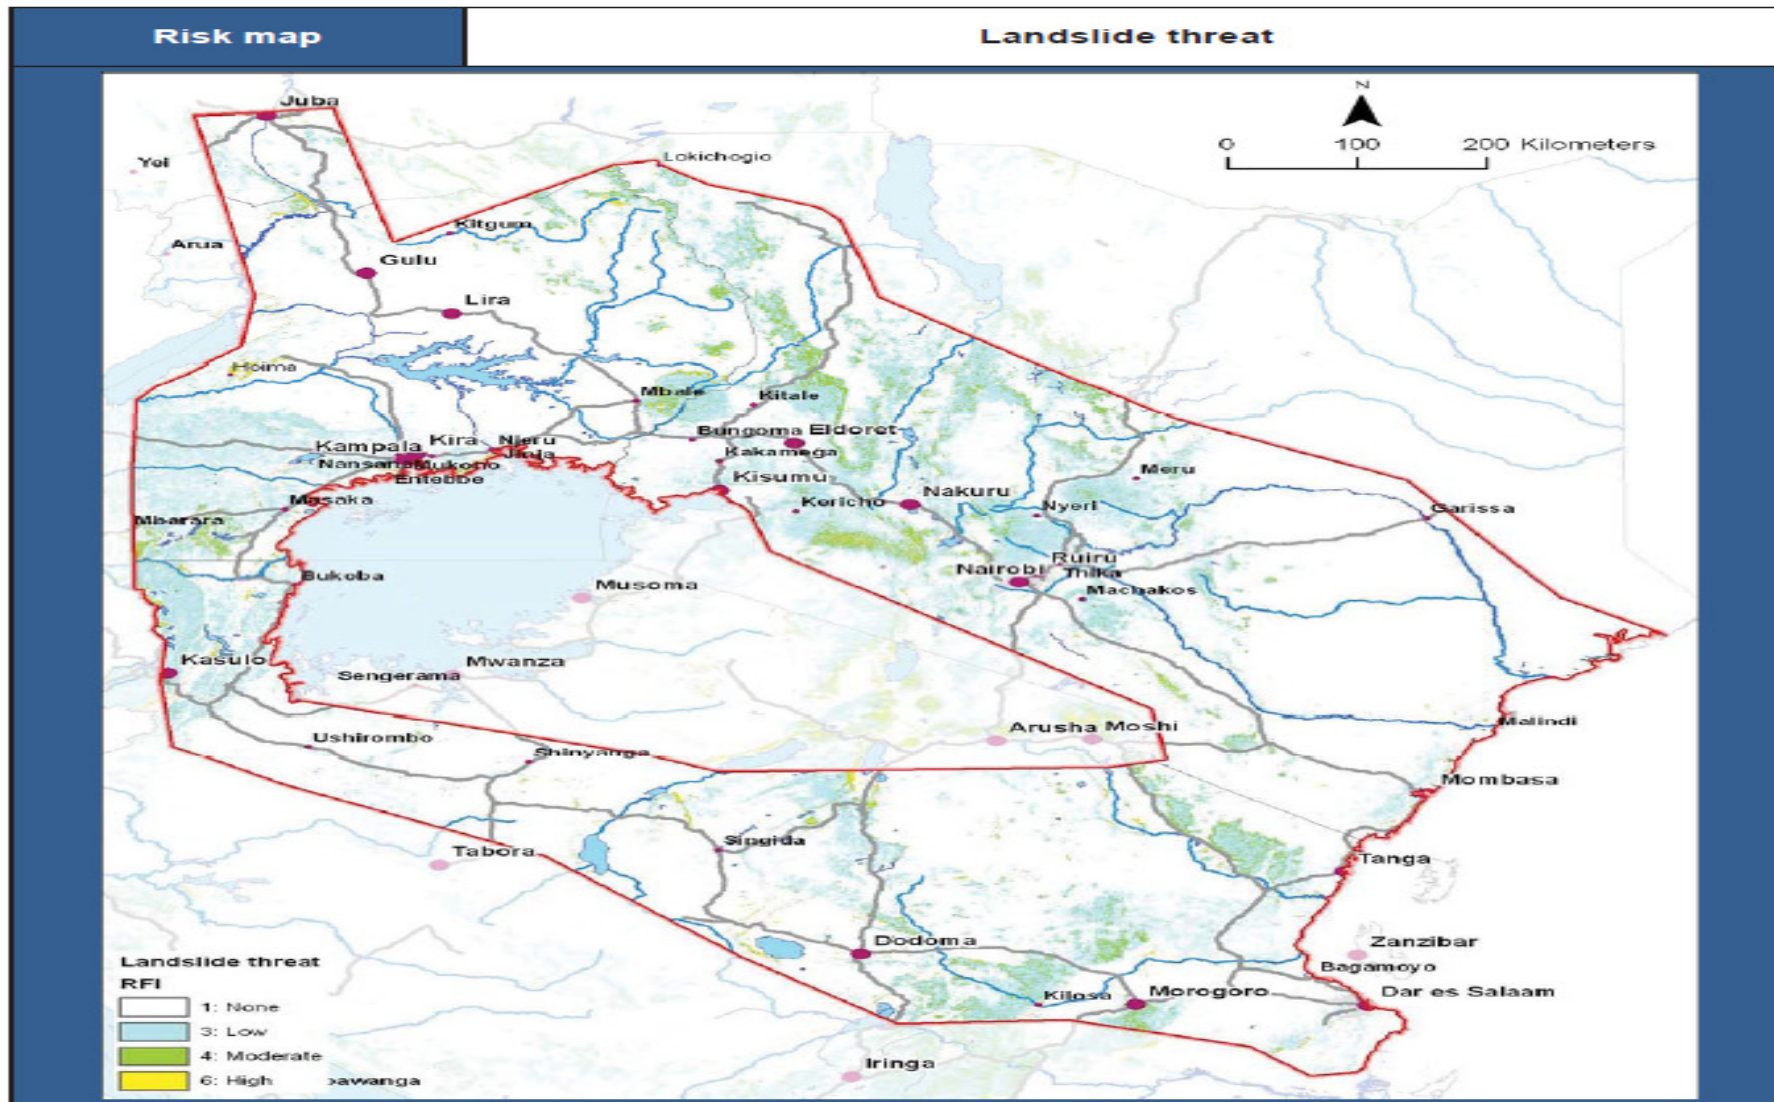 Risk map
Landslide threat
Juba
N
0 100 200 Kilometers
Yei
Lokichogio
Arua
Kitgum
Gulu
Lira
Hoima
Mbale
Kitale
Bungoma
Eldoret
Kampala
Kira
Njeru
Kakamega
Nansana
Mukono
Jinja
Entebbe
Kisumu
Meru
Masaka
Kericho
Nakuru
Nyeri
Garissa
Mbarara
Ruiru
Bukoba
Nairobi
Thika
Musoma
Machakos
Kasulo
Mwanza
Sengerama
Malindi
Arusha
Moshi
Ushirombo
Shinyanga
Mombasa
Singida
Tabora
Tanga
Dodoma
Zanzibar
Landslide threat
Bagamoyo
RFI
Kilosa
Morogoro
Dar es Salaam
1: None
3: Low
4: Moderate
Iringa
6: High